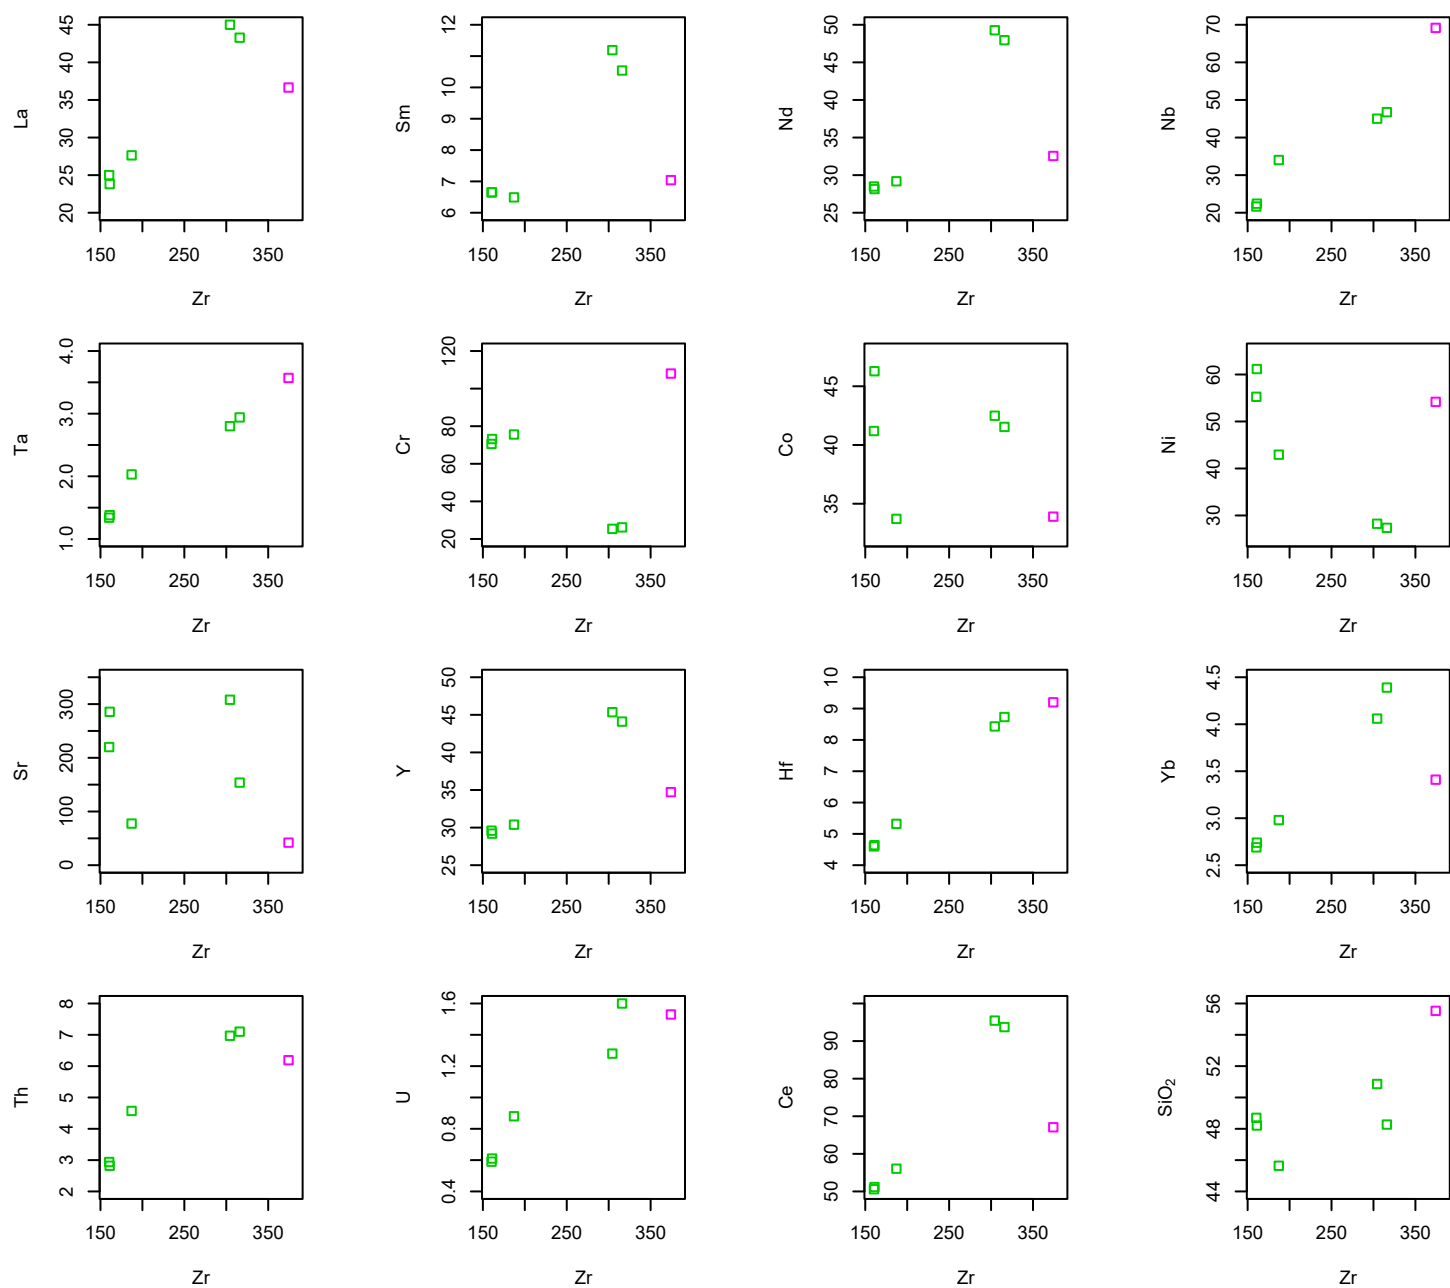 La
20 25 30 35 40 45
150 250 350
Zr
Sm
6 7 8 9 10 12
150 250 350
Zr
Nd
25 30 35 40 45 50
150 250 350
Zr
Nb
20 30 40 50 60 70
150 250 350
Zr
Ta
1.0 2.0 3.0 4.0
150 250 350
Zr
Cr
20 40 60 80 120
150 250 350
Zr
Co
35 40 45
150 250 350
Zr
Ni
30 40 50 60
150 250 350
Zr
Sr
0 100 200 300
150 250 350
Zr
Y
25 30 35 40 45 50
150 250 350
Zr
Hf
4 5 6 7 8 9 10
150 250 350
Zr
Yb
2.5 3.0 3.5 4.0 4.5
150 250 350
Zr
Th
2 3 4 5 6 7 8
150 250 350
Zr
U
0.4 0.8 1.2 1.6
150 250 350
Zr
Ce
50 60 70 80 90
150 250 350
Zr
SiO₂
44 48 52 56
150 250 350
Zr